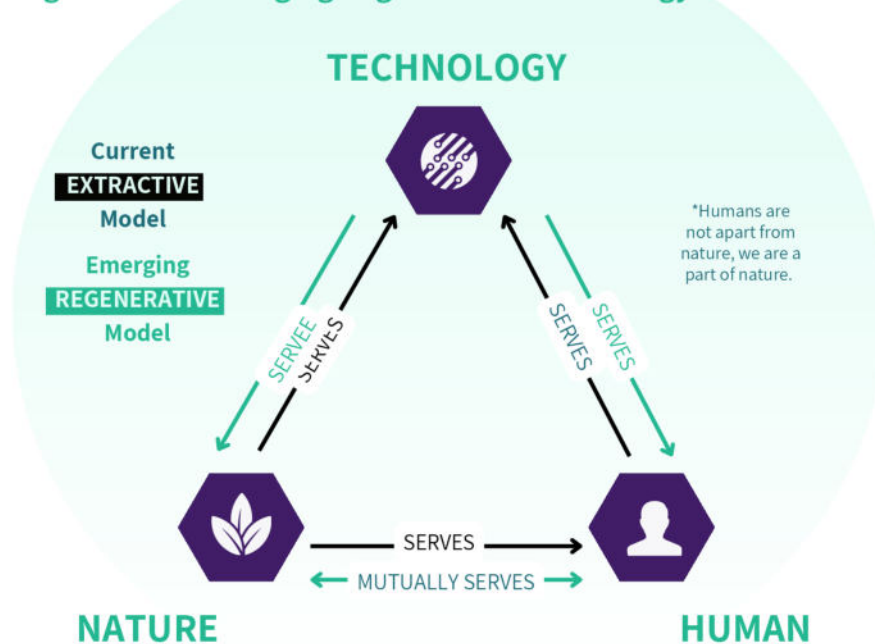 TECHNOLOGY
Current
EXTRACTIVE
Model
Emerging
REGENERATIVE
Model
*Humans are
not apart from
nature, we are a
part of nature.
SERVEE
SERVES
SERVES
SERVES
SERVES
MUTUALLY SERVES
NATURE
HUMAN